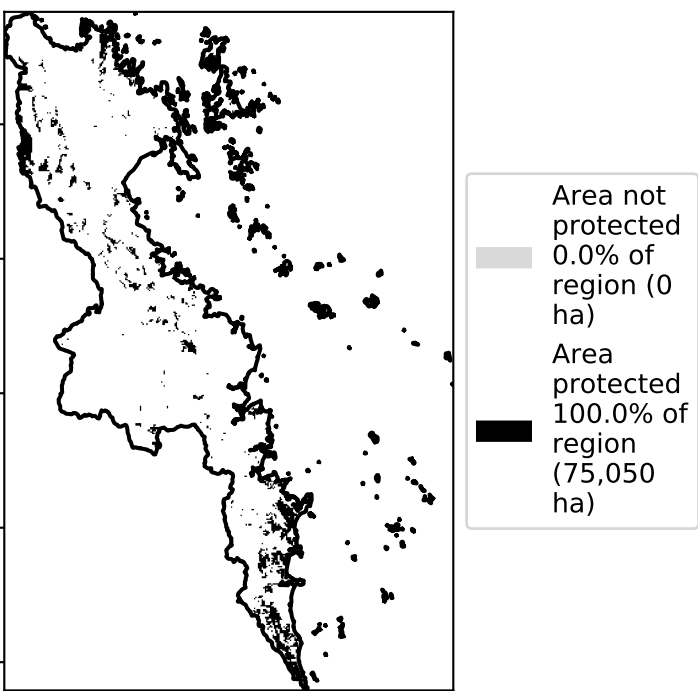 Area not
protected
0.0% of
region (0
ha)
Area
protected
100.0% of
region
(75,050
ha)